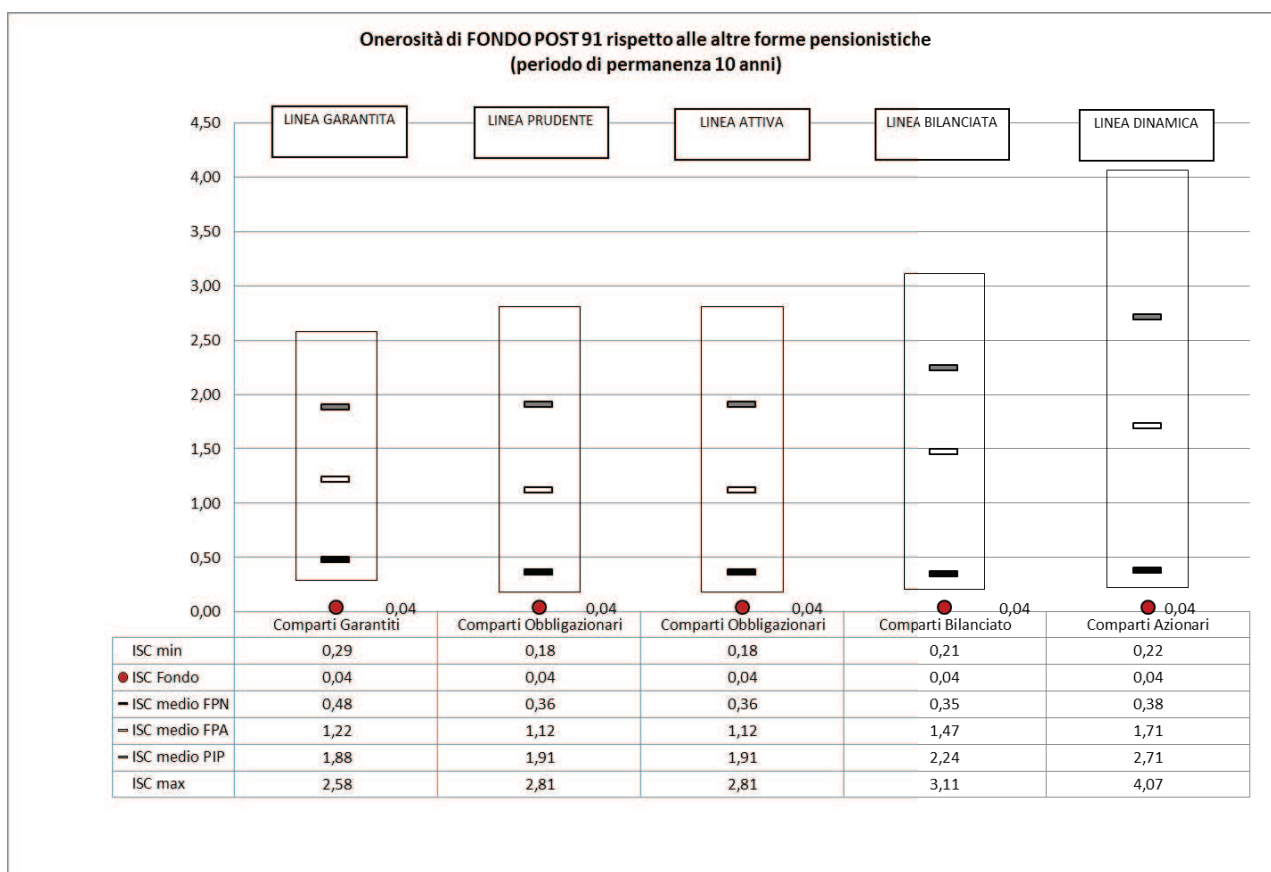 Onerosità di FONDO POST 91 rispetto alle altre forme pensionistiche
(periodo di permanenza 10 anni)
LINEA GARANTITA LINEA PRUDENTE LINEA ATTIVA LINEA BILANCIATA LINEA DINAMICA
4,50
4,00
3,50
3,00
2,50
2,00
1,50
1,00
0,50
0,00
0,04 0,04 0,04 0,04 0,04
Comparti Garantiti Comparti Obbligazionari Comparti Obbligazionari Comparti Bilanciato Comparti Azionari
ISC min 0,29 0,18 0,18 0,21 0,22
ISC Fondo 0,04 0,04 0,04 0,04 0,04
ISC medio FPN 0,48 0,36 0,36 0,35 0,38
ISC medio FPA 1,22 1,12 1,12 1,47 1,71
ISC medio PIP 1,88 1,91 1,91 2,24 2,71
ISC max 2,58 2,81 2,81 3,11 4,07